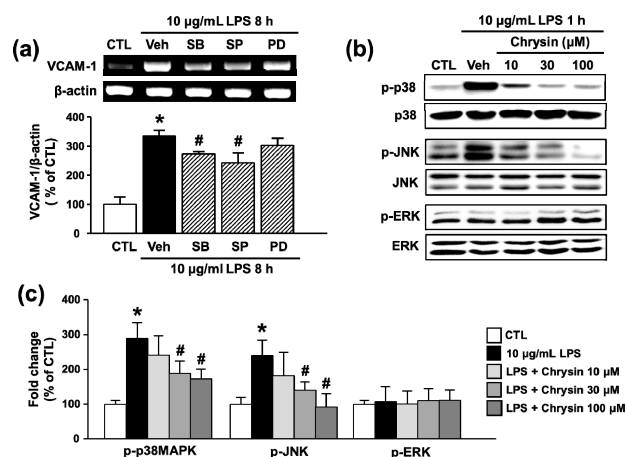 (a)
10 µg/mL LPS 8 h
CTL Veh SB SP PD
VCAM-1
β-actin
VCAM-1/β-actin
(% of CTL)
400
300
200
100
0
*
#
#
CTL Veh SB SP PD
10 µg/ml LPS 8 h
(b)
10 µg/mL LPS 1 h
Chrysin (µM)
CTL Veh 10 30 100
p-p38
p38
p-JNK
JNK
p-ERK
ERK
(c)
Fold change
(% of CTL)
400
300
200
100
0
*
#
#
*
#
#
p-p38MAPK p-JNK p-ERK
CTL
10 µg/mL LPS
LPS + Chrysin 10 µM
LPS + Chrysin 30 µM
LPS + Chrysin 100 µM